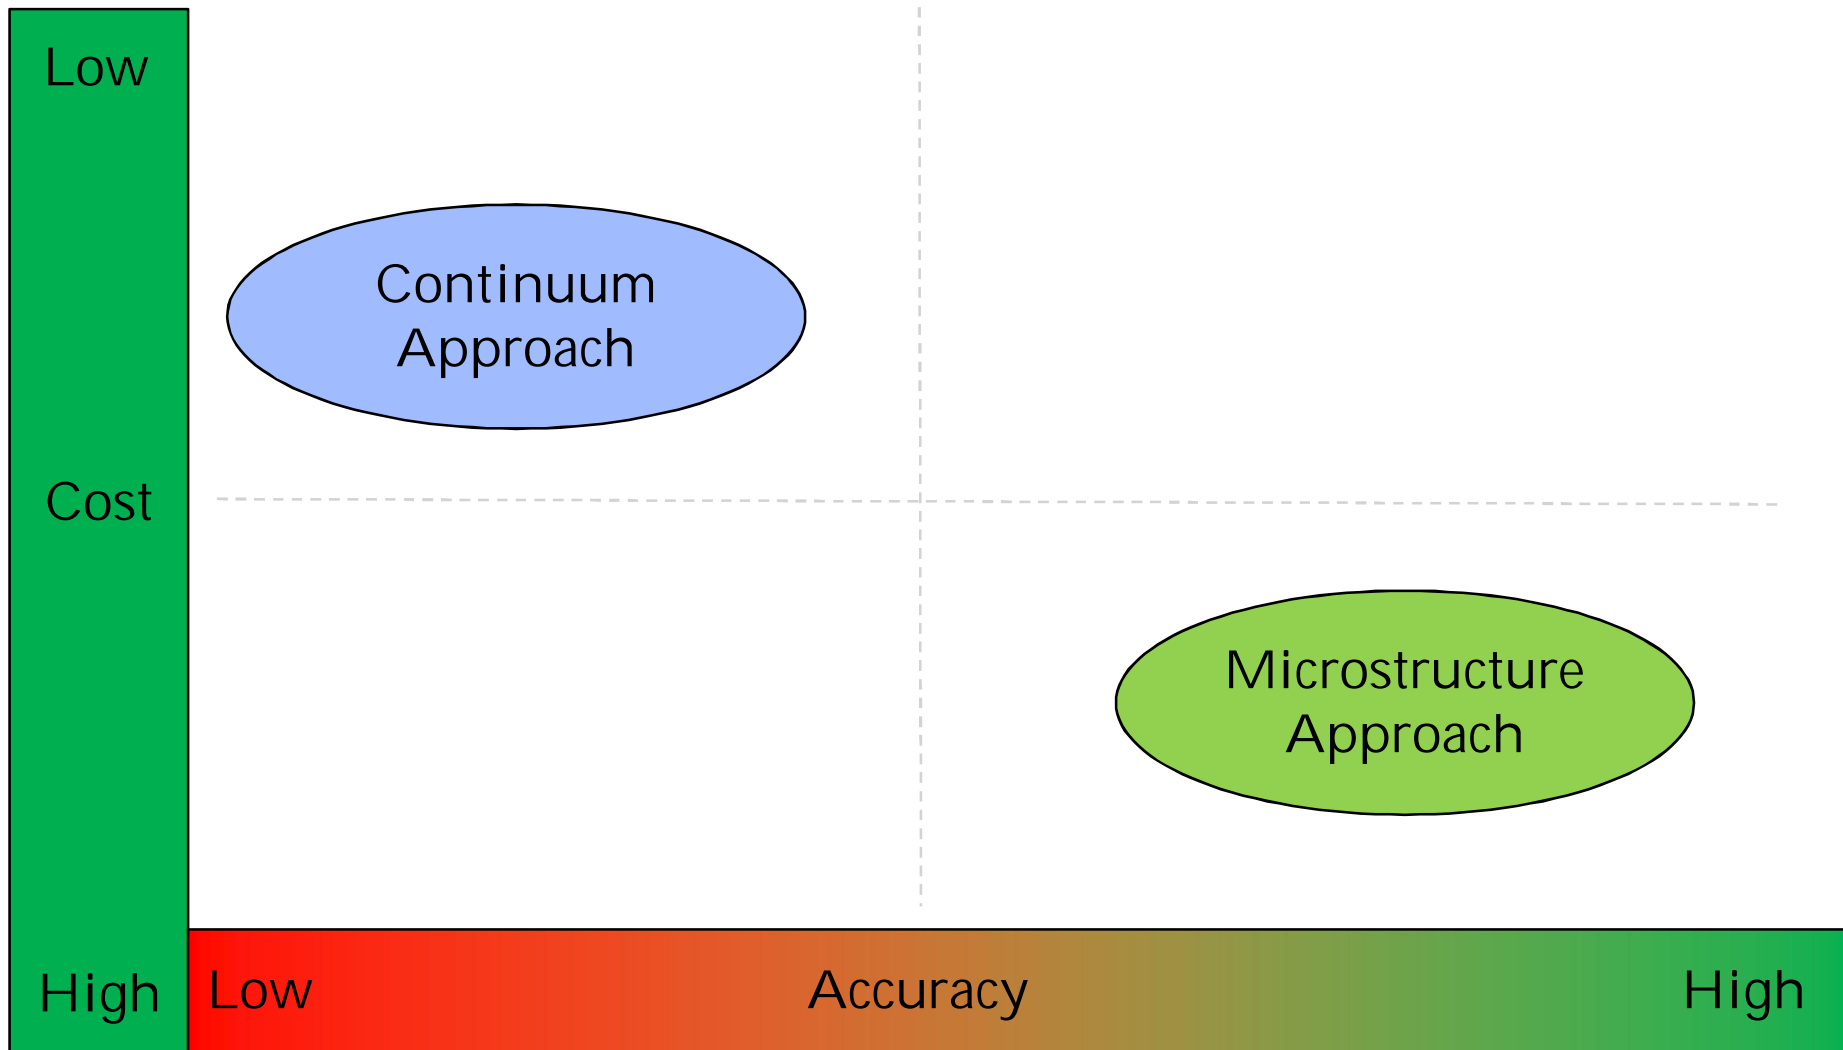 Low
Continuum
Approach
Cost
Microstructure
Approach
High
Low
Accuracy
High